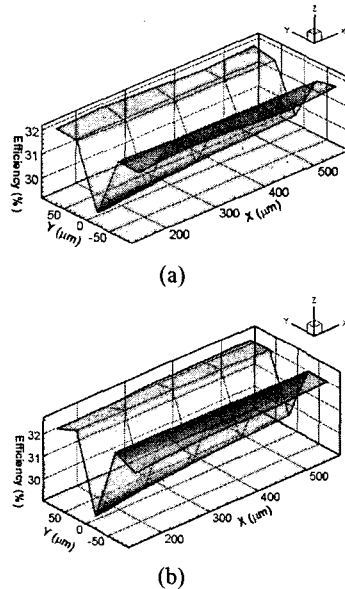 Z
Y
X
Efficiency (%)
32
31
30
50
0
-50
Y (µm)
200
300
400
500
X (µm)
(a)
Z
Y
X
Efficiency (%)
32
31
30
50
0
-50
Y (µm)
200
300
400
500
X (µm)
(b)